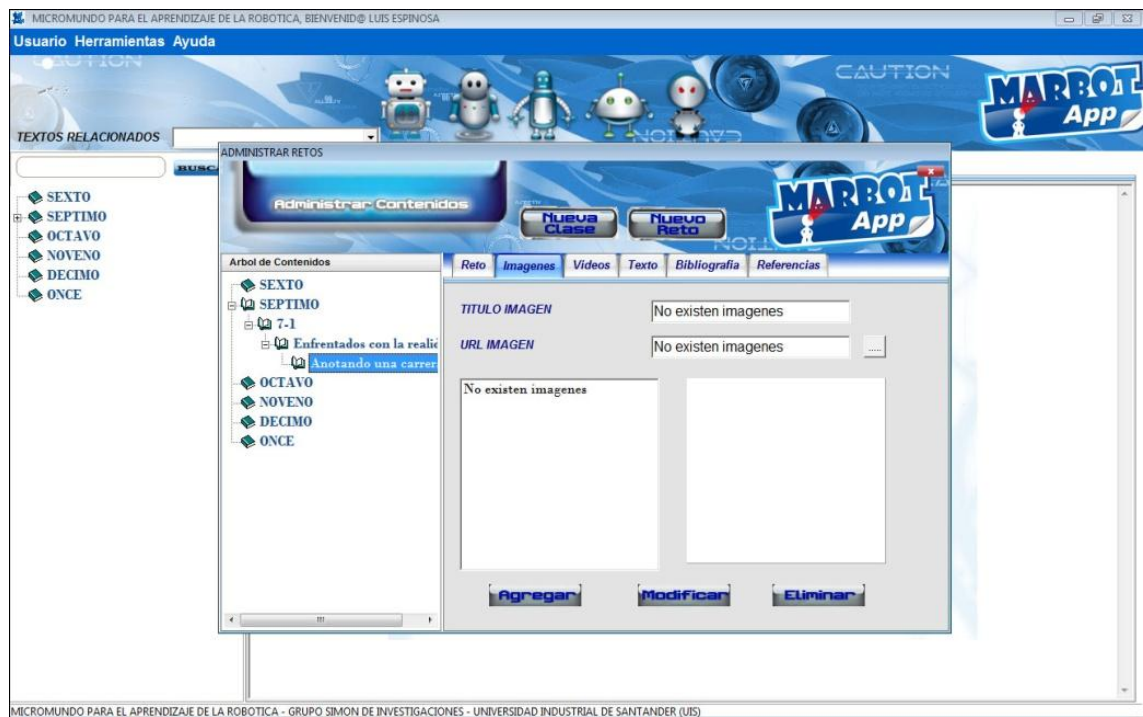 MICROMUNDO PARA EL APRENDIZAJE DE LA ROBOTICA, BIENVENID@ LUIS ESPINOSA
Usuario Herramientas Ayuda
CAUTION
CAUTION
MARBOT
App
TEXTOS RELACIONADOS
BUSC
SEXTO
SEPTIMO
OCTAVO
NOVENO
DECIMO
ONCE
ADMINISTRAR RETOS
Administrar Contenidos
Nueva Clase
Nuevo Reto
MARBOT
App
Arbol de Contenidos
SEXTO
SEPTIMO
7-1
Enfrentados con la realid
Anotando una carrer
OCTAVO
NOVENO
DECIMO
ONCE
Reto Imagenes Videos Texto Bibliografia Referencias
TITULO IMAGEN No existen imagenes
URL IMAGEN No existen imagenes .....
No existen imagenes
Agregar Modificar Eliminar
MICROMUNDO PARA EL APRENDIZAJE DE LA ROBOTICA - GRUPO SIMON DE INVESTIGACIONES - UNIVERSIDAD INDUSTRIAL DE SANTANDER (UIS)